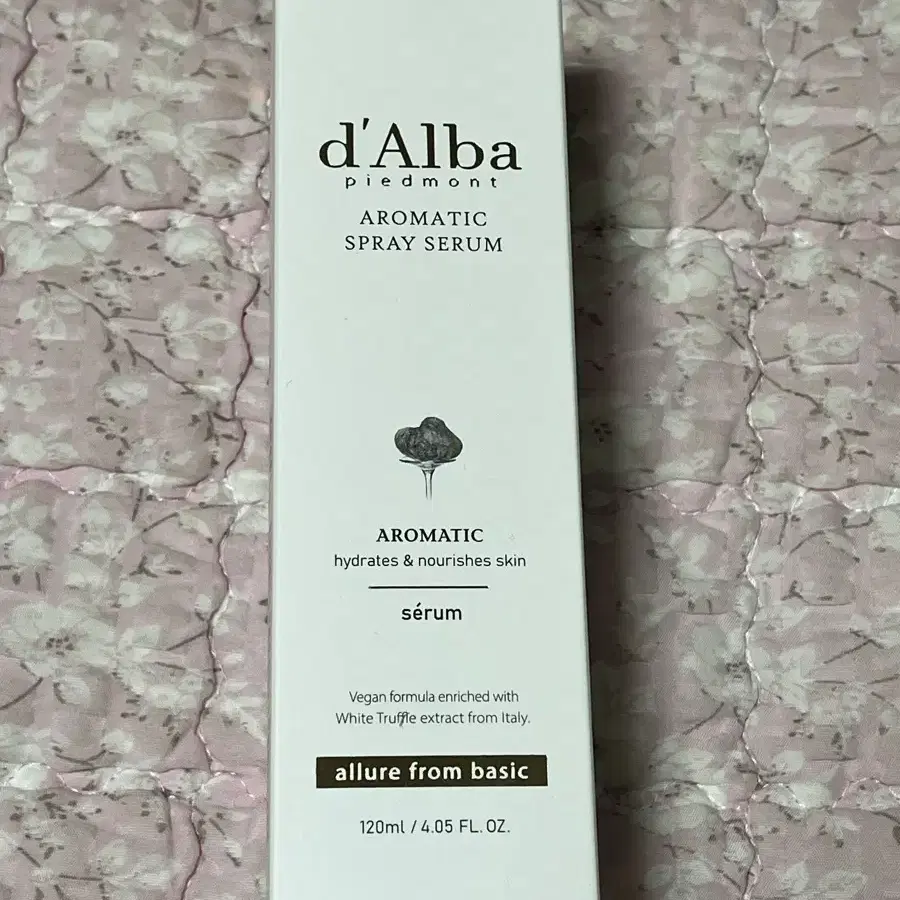 d'Alba
piedmont
AROMATIC
SPRAY SERUM
AROMATIC
hydrates & nourishes skin
sérum
Vegan formula enriched with
White Truffle extract from Italy.
allure from basic
120ml / 4.05 FL. OZ.